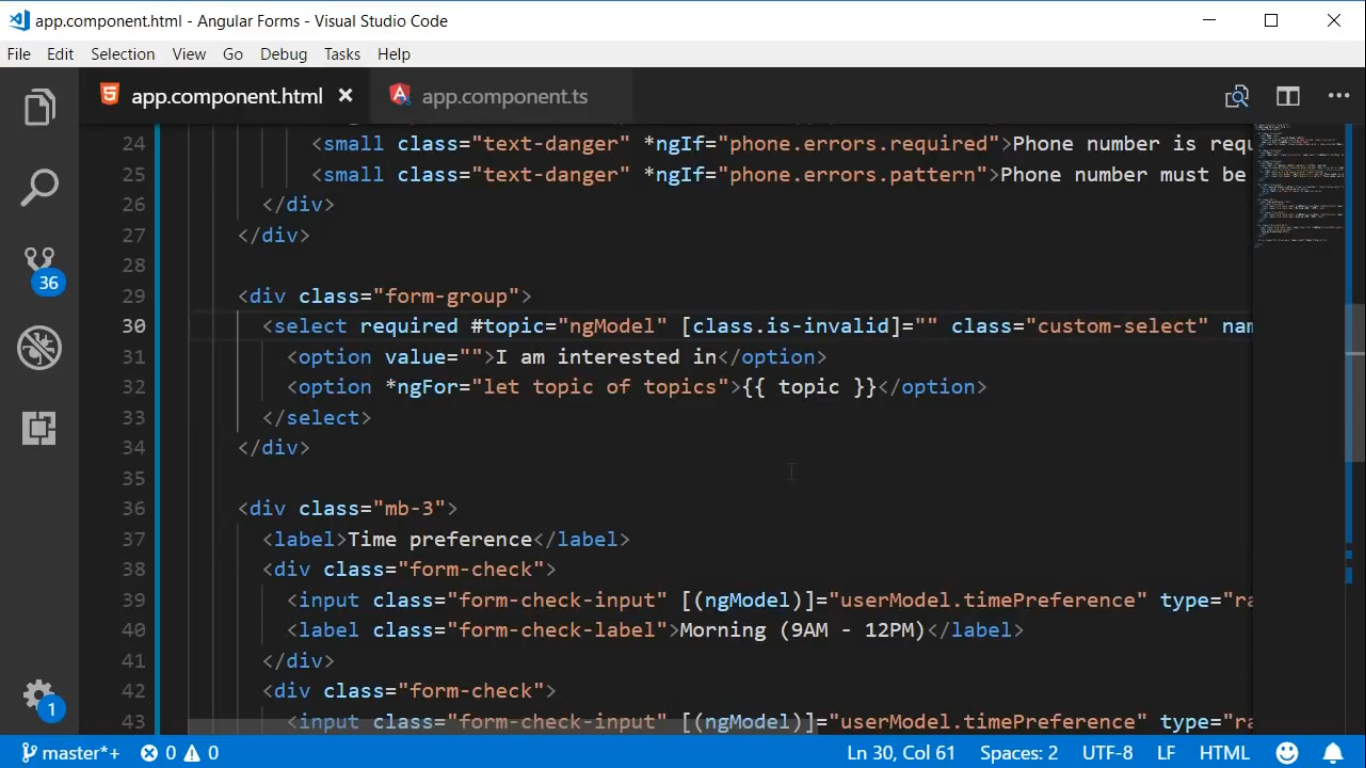 app.component.html - Angular Forms - Visual Studio Code
File Edit Selection View Go Debug Tasks Help
app.component.html app.component.ts
24 <small class="text-danger" *ngIf="phone.errors.required">Phone number is requ
25 <small class="text-danger" *ngIf="phone.errors.pattern">Phone number must be
26 </div>
27 </div>
28
29 <div class="form-group">
30 <select required #topic="ngModel" [class.is-invalid]="" class="custom-select" nam
31 <option value="">I am interested in</option>
32 <option *ngFor="let topic of topics">{{ topic }}</option>
33 </select>
34 </div>
35
36 <div class="mb-3">
37 <label>Time preference</label>
38 <div class="form-check">
39 <input class="form-check-input" [(ngModel)]="userModel.timePreference" type="ra
40 <label class="form-check-label">Morning (9AM - 12PM)</label>
41 </div>
42 <div class="form-check">
43 <input class="form-check-input" [(ngModel)]="userModel.timePreference" type="ra
36
1
master*+ 0 0 Ln 30, Col 61 Spaces: 2 UTF-8 LF HTML